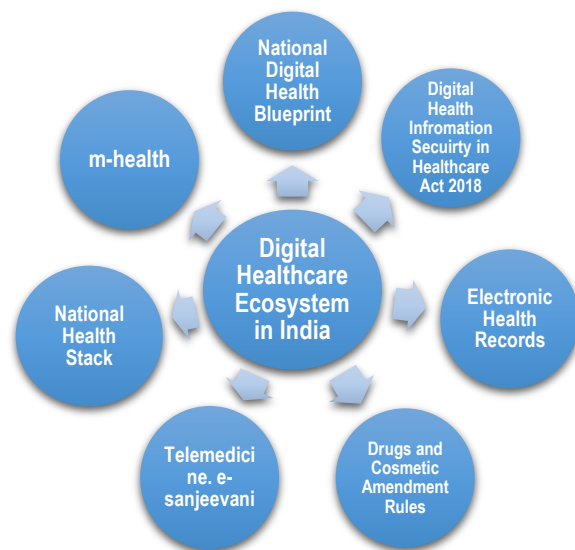 National
Digital
Health
Blueprint
Digital
Health
Infromation
Secuirty in
Healthcare
Act 2018
m-health
Digital
Healthcare
Ecosystem
in India
Electronic
Health
Records
National
Health
Stack
Telemedici
ne. e-
sanjeevani
Drugs and
Cosmetic
Amendment
Rules